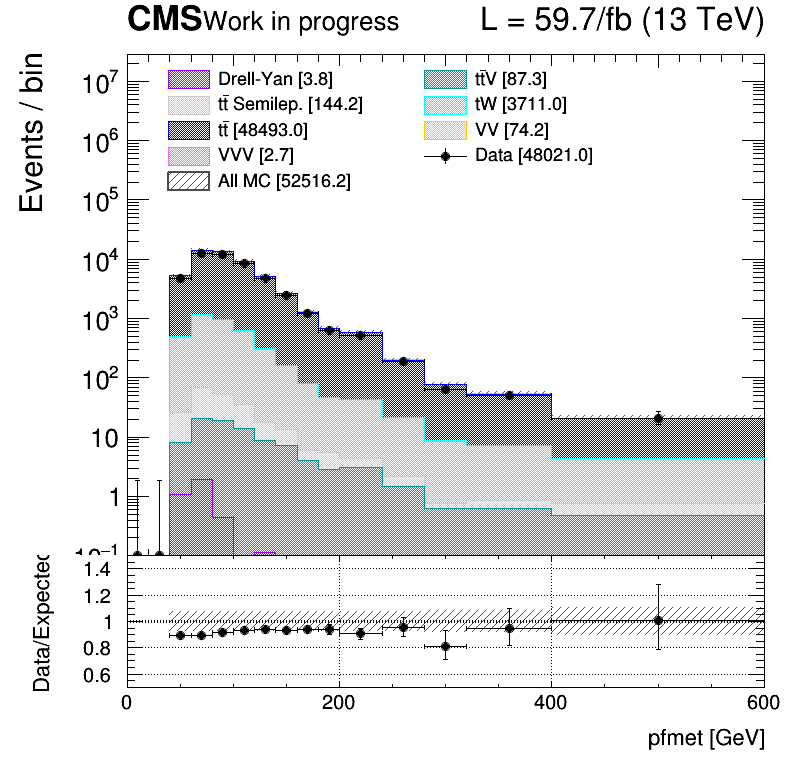 CMS Work in progress L = 59.7/fb (13 TeV)
Events / bin
10⁷
10⁶
10⁵
10⁴
10³
10²
10
1
10⁻¹
Drell-Yan [3.8]
tt̄ Semilep. [144.2]
tt̄ [48493.0]
VVV [2.7]
All MC [52516.2]
tt̄V [87.3]
tW [3711.0]
VV [74.2]
Data [48021.0]
Data/Expected
1.4
1.2
1
0.8
0.6
0 200 400 600
pfmet [GeV]